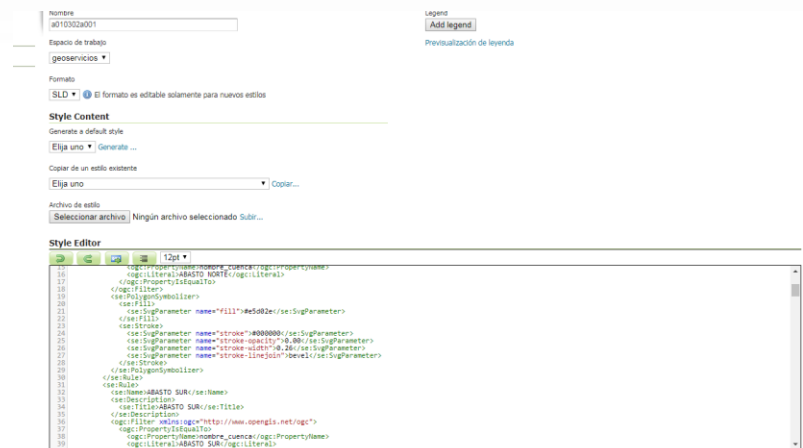 Nombre
a010302a001
Espacio de trabajo
geoservicios
Formato
SLD El formato es editable solamente para nuevos estilos
Style Content
Generate a default style
Elija uno Generate ...
Copiar de un estilo existente
Elija uno Copiar...
Archivo de estilo
Seleccionar archivo Ningún archivo seleccionado Subir...
Legend
Add legend
Previsualización de leyenda
Style Editor
12pt
15 <ogc:PropertyName>nombre_cuenca</ogc:PropertyName>
16 <ogc:Literal>ABASTO NORTE</ogc:Literal>
17 </ogc:PropertyIsEqualTo>
18 </ogc:Filter>
19 <se:PolygonSymbolizer>
20 <se:Fill>
21 <se:SvgParameter name="fill">#e5d02e</se:SvgParameter>
22 </se:Fill>
23 <se:Stroke>
24 <se:SvgParameter name="stroke">#000000</se:SvgParameter>
25 <se:SvgParameter name="stroke-opacity">0.00</se:SvgParameter>
26 <se:SvgParameter name="stroke-width">0.26</se:SvgParameter>
27 <se:SvgParameter name="stroke-linejoin">bevel</se:SvgParameter>
28 </se:Stroke>
29 </se:PolygonSymbolizer>
30 </se:Rule>
31 <se:Rule>
32 <se:Name>ABASTO SUR</se:Name>
33 <se:Description>
34 <se:Title>ABASTO SUR</se:Title>
35 </se:Description>
36 <ogc:Filter xmlns:ogc="http://www.opengis.net/ogc">
37 <ogc:PropertyIsEqualTo>
38 <ogc:PropertyName>nombre_cuenca</ogc:PropertyName>
39 <ogc:Literal>ABASTO SUR</ogc:Literal>